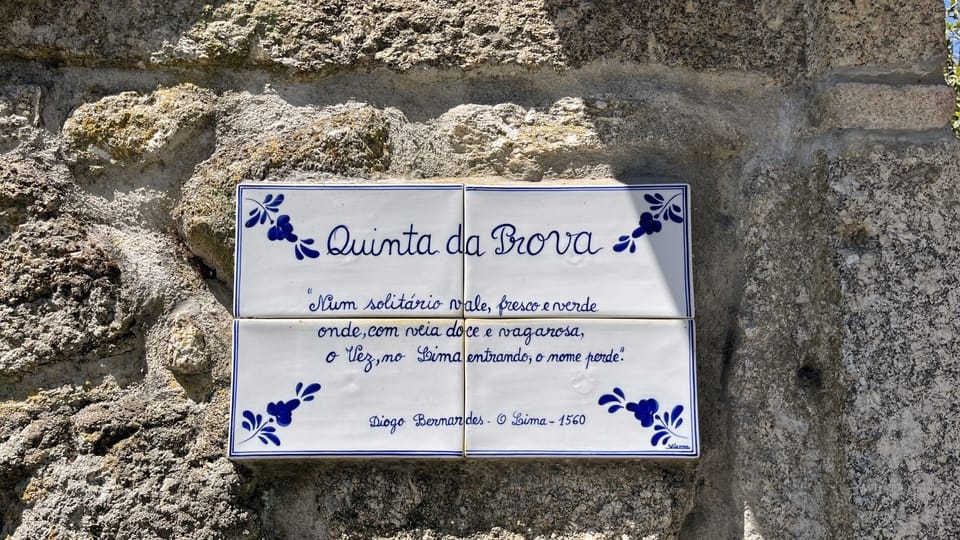 Quinta da Prova
"Num solitário vale, fresco e verde
onde, com veia doce e vagarosa,
o Vez, no Lima entrando, o nome perde".
Diogo Bernardes - O Lima - 1560